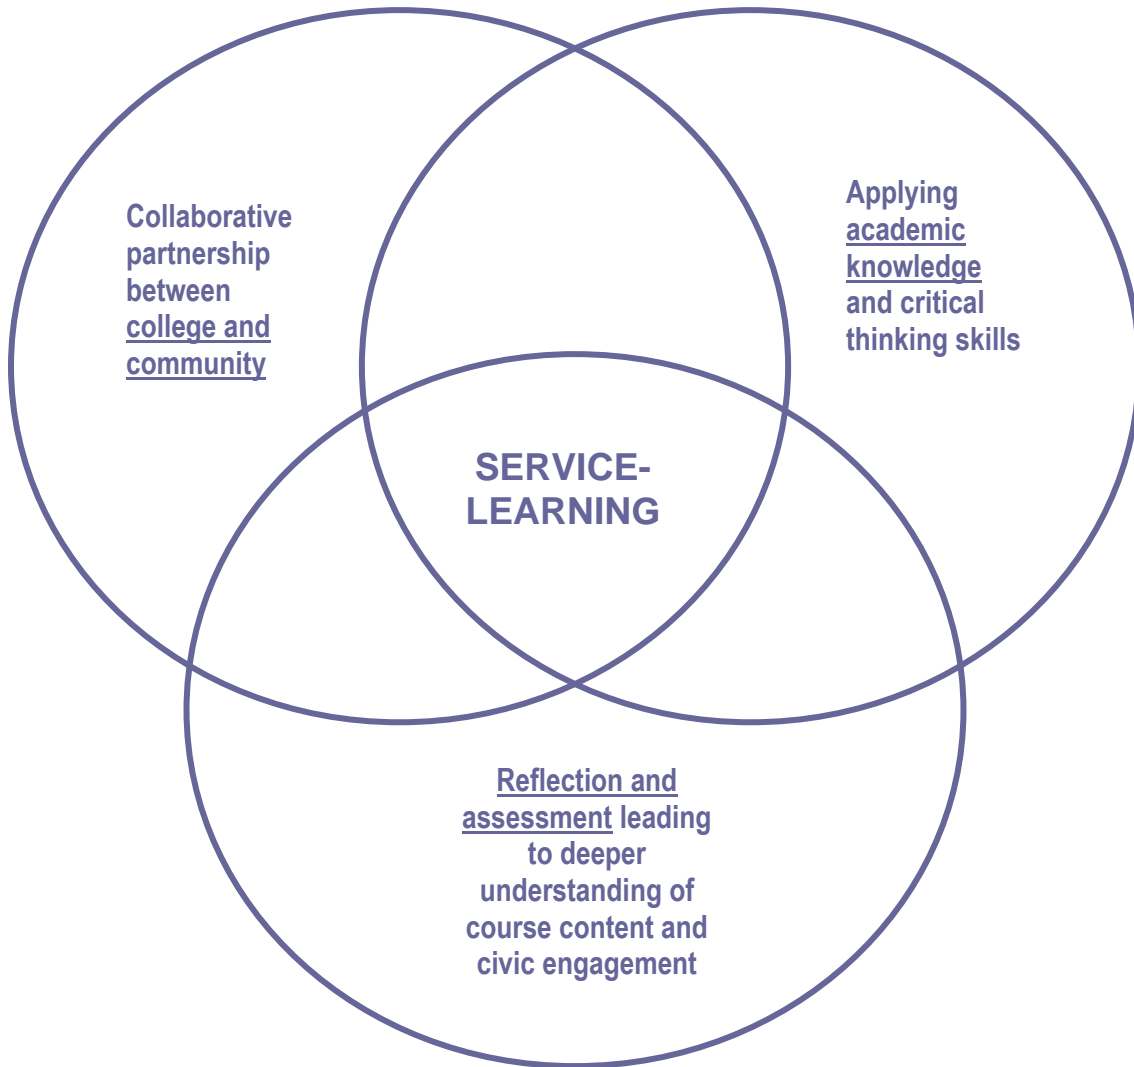 Collaborative
partnership
between
college and
community
Applying
academic
knowledge
and critical
thinking skills
SERVICE-
LEARNING
Reflection and
assessment leading
to deeper
understanding of
course content and
civic engagement